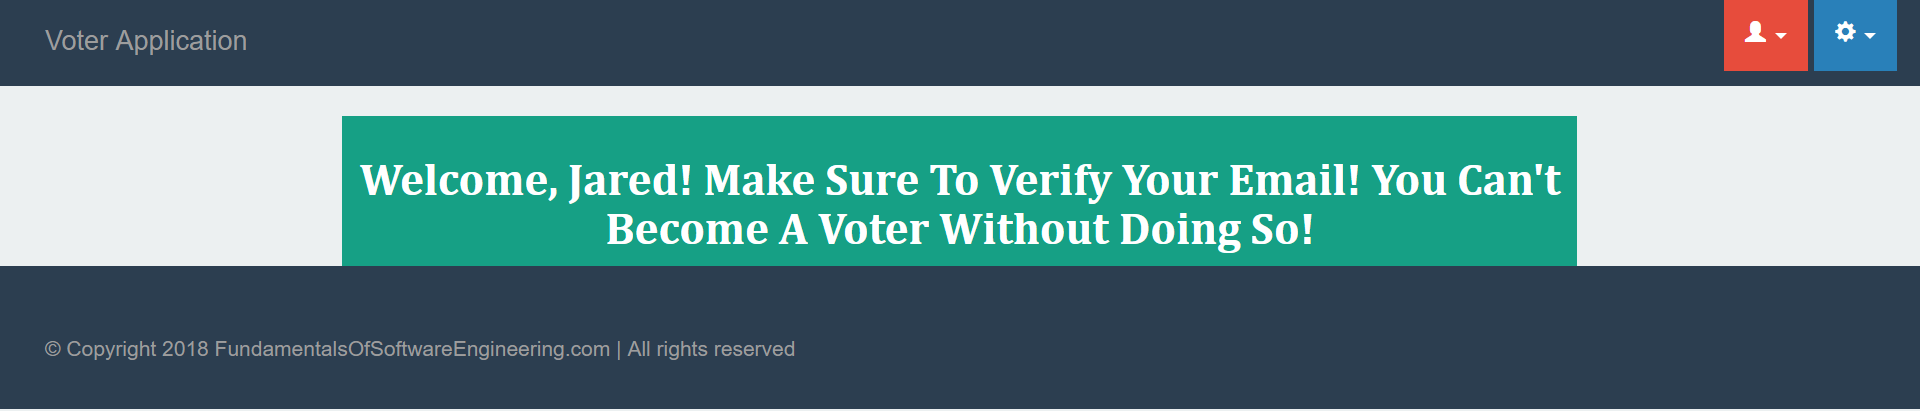 Voter Application
Welcome, Jared! Make Sure To Verify Your Email! You Can't
Become A Voter Without Doing So!
© Copyright 2018 FundamentalsOfSoftwareEngineering.com | All rights reserved